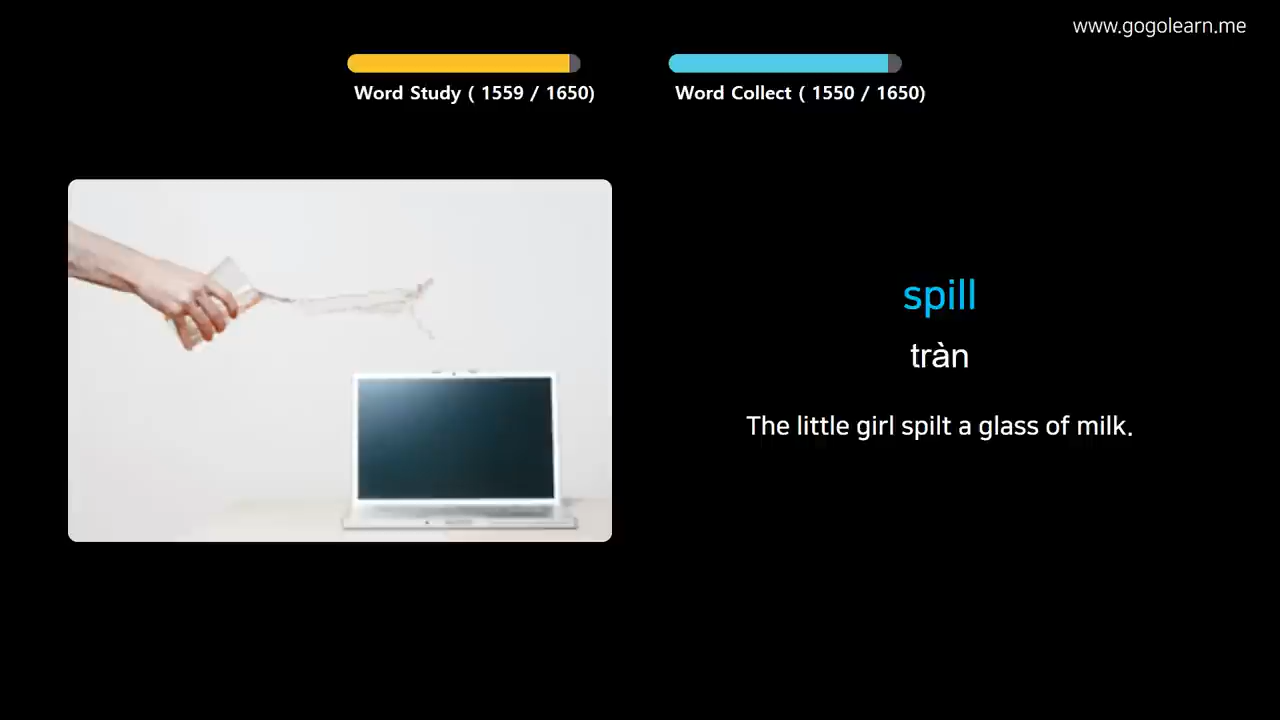 www.gogolearn.me
Word Study ( 1559 / 1650)
Word Collect ( 1550 / 1650)
spill
tràn
The little girl spilt a glass of milk.